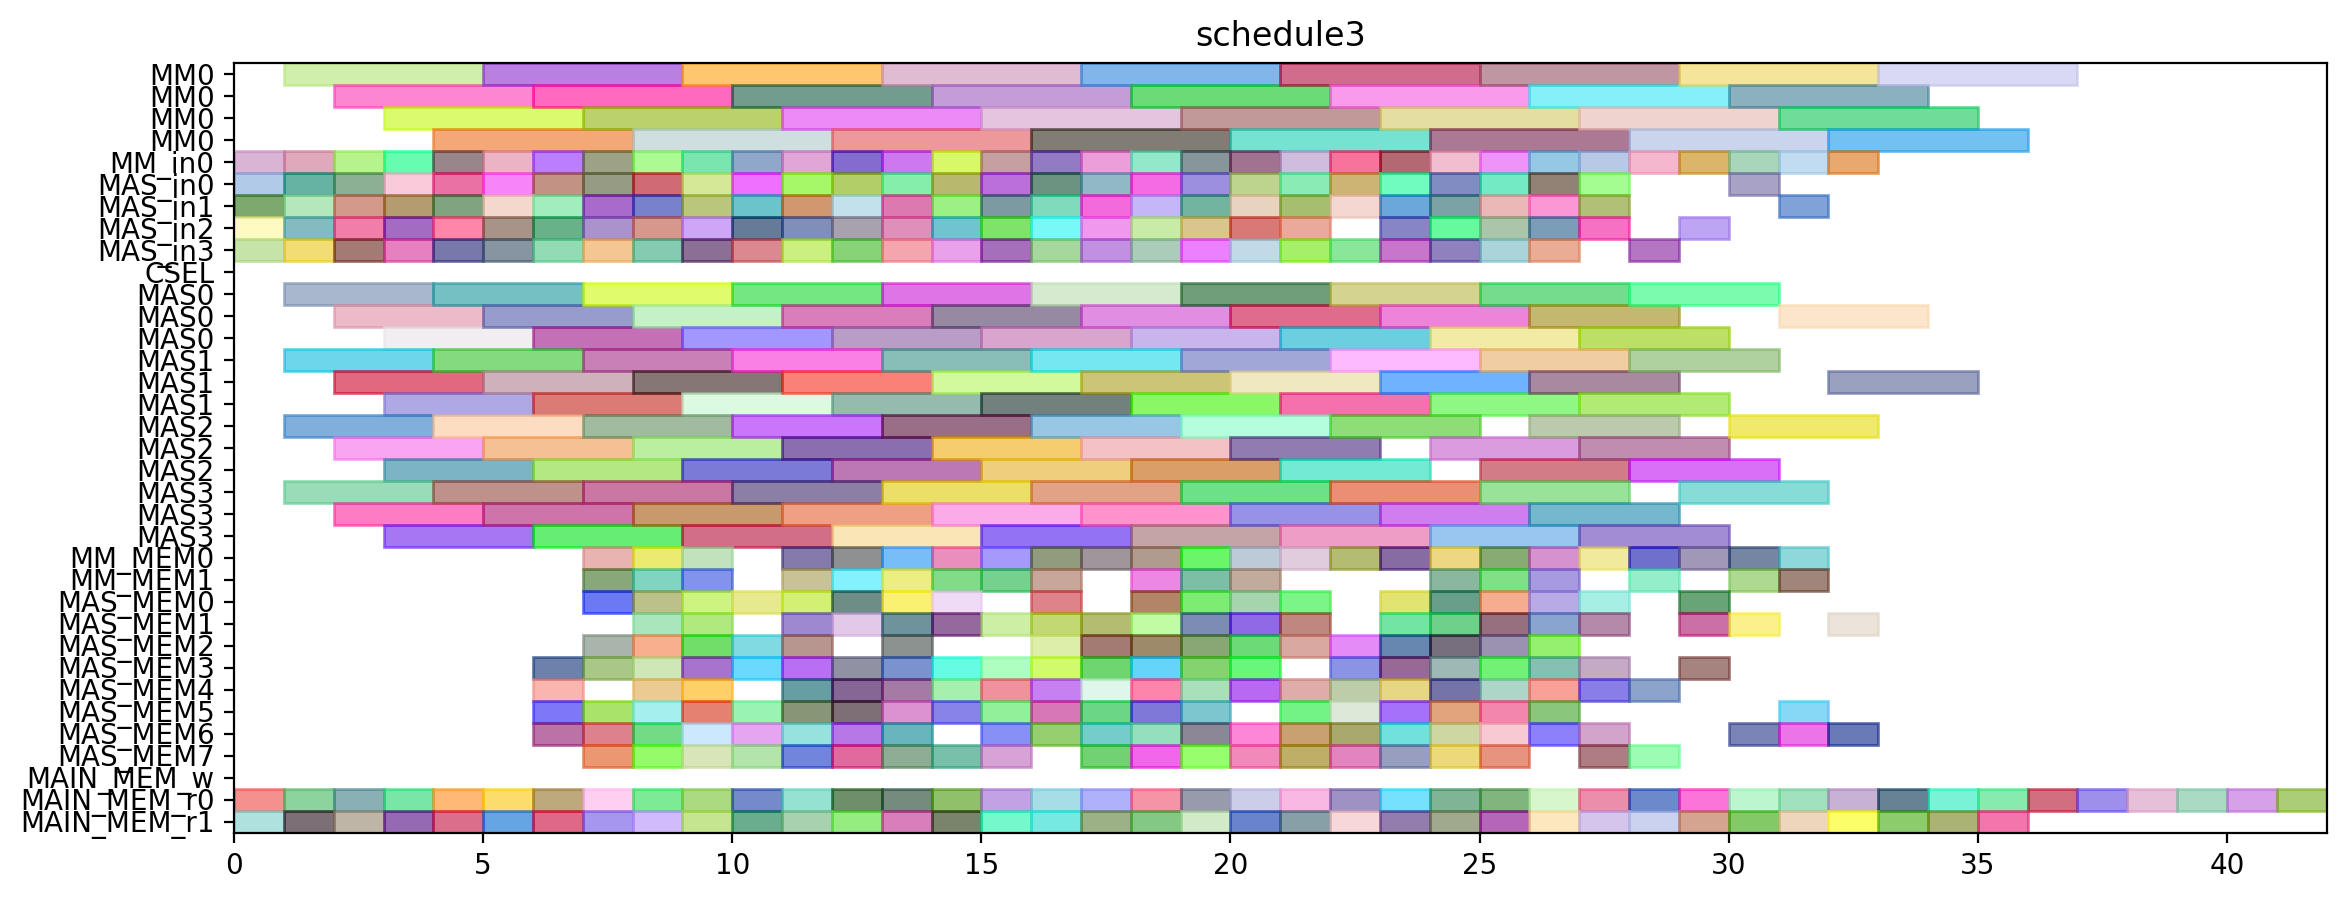 schedule3
MM0
MM0
MM0
MM0
MM_in0
MAS_in0
MAS_in1
MAS_in2
MAS_in3
CSEL
MAS0
MAS0
MAS0
MAS1
MAS1
MAS1
MAS2
MAS2
MAS2
MAS3
MAS3
MAS3
MM_MEM0
MM_MEM1
MAS_MEM0
MAS_MEM1
MAS_MEM2
MAS_MEM3
MAS_MEM4
MAS_MEM5
MAS_MEM6
MAS_MEM7
MAIN_MEM_w
MAIN_MEM_r0
MAIN_MEM_r1
0 5 10 15 20 25 30 35 40